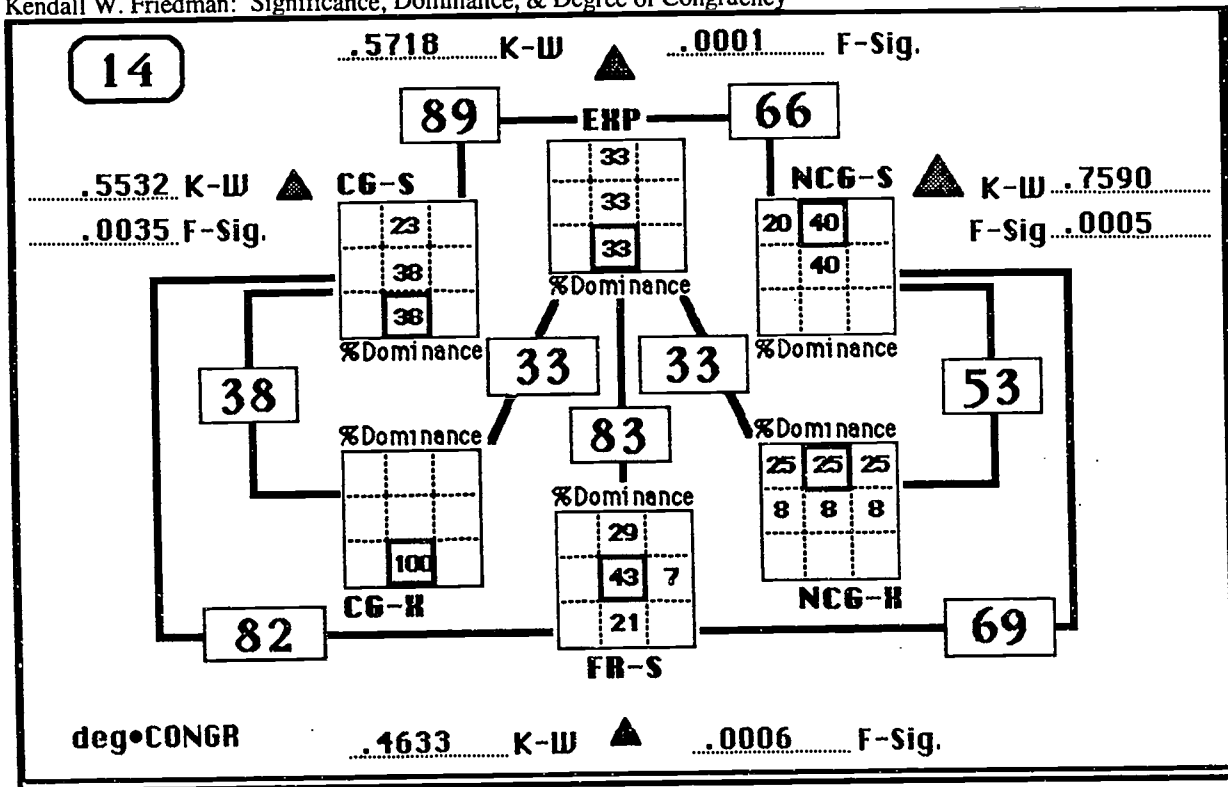 Kendall W. Friedman: Significance, Dominance, & Degree of Congruency
14
.5718 K-W .0001 F-Sig.
89 EXP 66
33
33
33
%Dominance
.5532 K-W CG-S
.0035 F-Sig.
23
38
38
%Dominance
NCG-S K-W .7590
F-Sig .0005
20 40
40
%Dominance
38 33 83 33 53
%Dominance
100
CG-X
%Dominance
29
43 7
21
FR-S
%Dominance
25 25 25
8 8 8
NCG-X
82 69
deg•CONGR .4633 K-W .0006 F-Sig.